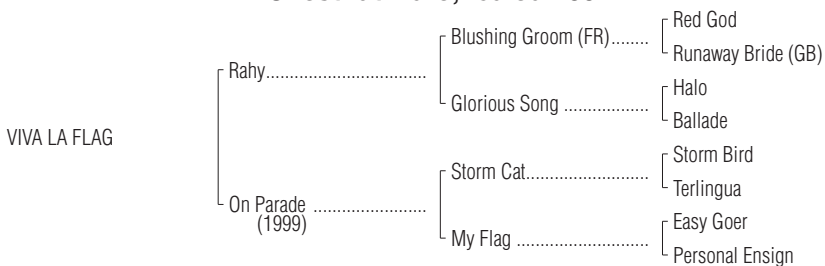 Red God
Blushing Groom (FR)........
Runaway Bride (GB)
Rahy..................................
Halo
Glorious Song ..................
Ballade
VIVA LA FLAG
Storm Bird
Storm Cat..........................
Terlingua
On Parade ........................
(1999)
Easy Goer
My Flag ............................
Personal Ensign